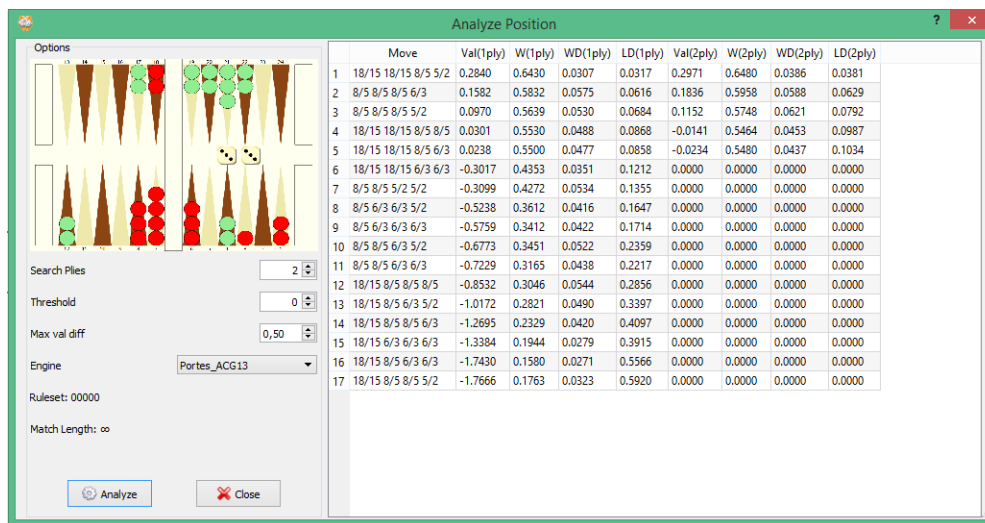 Analyze Position
? ×
Options
13 14 15 16 17 18 19 20 21 22 23 24
Search Plies 2
Threshold 0
Max val diff 0,50
Engine Portes_ACG13
Ruleset: 00000
Match Length: ∞
Analyze Close
Move Val(1ply) W(1ply) WD(1ply) LD(1ply) Val(2ply) W(2ply) WD(2ply) LD(2ply)
1 18/15 18/15 8/5 5/2 0.2840 0.6430 0.0307 0.0317 0.2971 0.6480 0.0386 0.0381
2 8/5 8/5 8/5 6/3 0.1582 0.5832 0.0575 0.0616 0.1836 0.5958 0.0588 0.0629
3 8/5 8/5 8/5 5/2 0.0970 0.5639 0.0530 0.0684 0.1152 0.5748 0.0621 0.0792
4 18/15 18/15 8/5 8/5 0.0301 0.5530 0.0488 0.0868 -0.0141 0.5464 0.0453 0.0987
5 18/15 18/15 8/5 6/3 0.0238 0.5500 0.0477 0.0858 -0.0234 0.5480 0.0437 0.1034
6 18/15 18/15 6/3 6/3 -0.3017 0.4353 0.0351 0.1212 0.0000 0.0000 0.0000 0.0000
7 8/5 8/5 5/2 5/2 -0.3099 0.4272 0.0534 0.1355 0.0000 0.0000 0.0000 0.0000
8 8/5 6/3 6/3 5/2 -0.5238 0.3612 0.0416 0.1647 0.0000 0.0000 0.0000 0.0000
9 8/5 6/3 6/3 6/3 -0.5759 0.3412 0.0422 0.1714 0.0000 0.0000 0.0000 0.0000
10 8/5 8/5 6/3 5/2 -0.6773 0.3451 0.0522 0.2359 0.0000 0.0000 0.0000 0.0000
11 8/5 8/5 6/3 6/3 -0.7229 0.3165 0.0438 0.2217 0.0000 0.0000 0.0000 0.0000
12 18/15 8/5 8/5 8/5 -0.8532 0.3046 0.0544 0.2856 0.0000 0.0000 0.0000 0.0000
13 18/15 8/5 6/3 5/2 -1.0172 0.2821 0.0490 0.3397 0.0000 0.0000 0.0000 0.0000
14 18/15 8/5 8/5 6/3 -1.2695 0.2329 0.0420 0.4097 0.0000 0.0000 0.0000 0.0000
15 18/15 6/3 6/3 6/3 -1.3384 0.1944 0.0279 0.3915 0.0000 0.0000 0.0000 0.0000
16 18/15 8/5 6/3 6/3 -1.7430 0.1580 0.0271 0.5566 0.0000 0.0000 0.0000 0.0000
17 18/15 8/5 8/5 5/2 -1.7666 0.1763 0.0323 0.5920 0.0000 0.0000 0.0000 0.0000